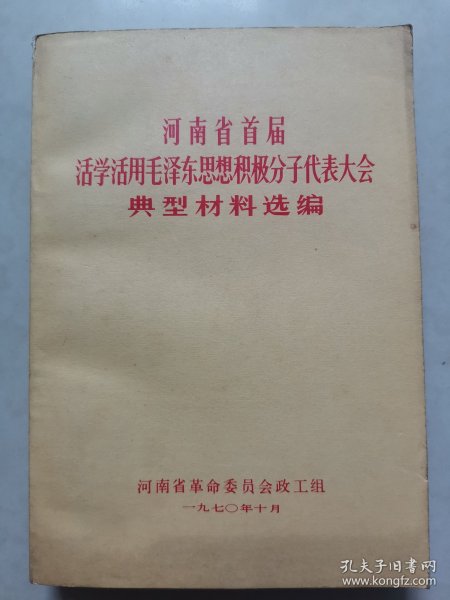 河南省首届
活学活用毛泽东思想积极分子代表大会
典型材料选编
河南省革命委员会政工组
一九七〇年十月
孔夫子旧书网
www.kongfz.com